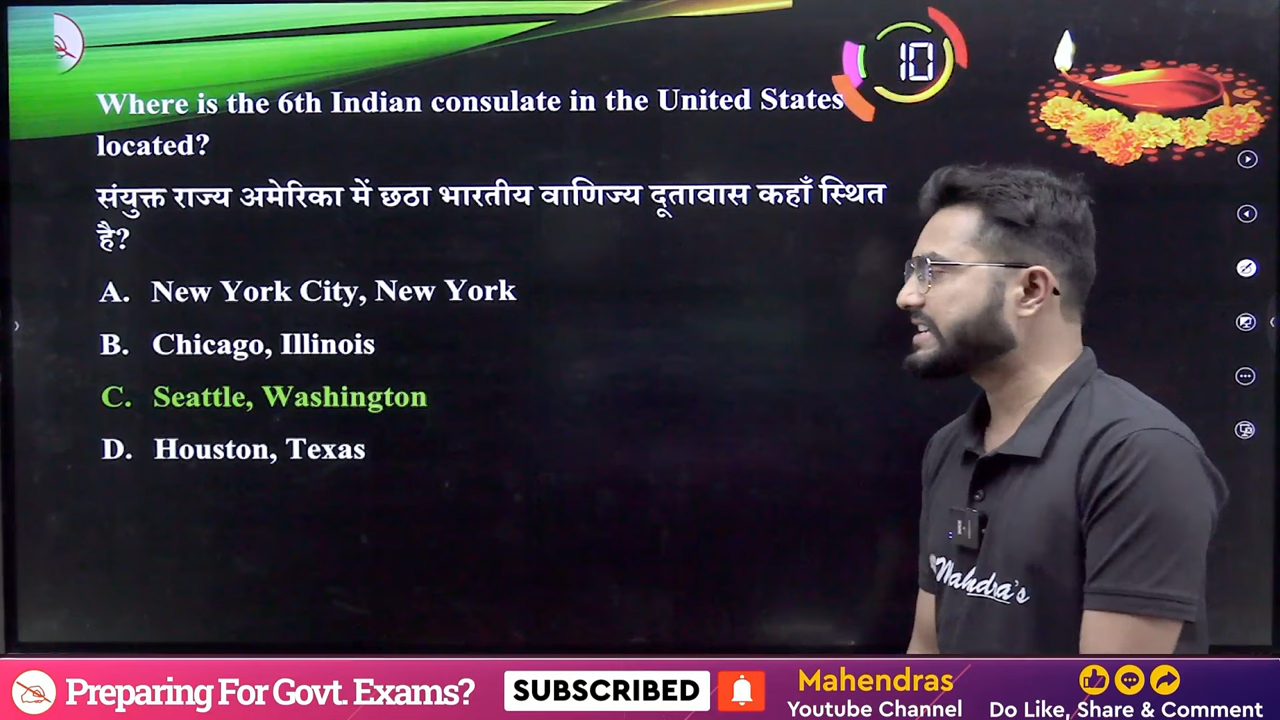 10
Where is the 6th Indian consulate in the United States
located?
संयुक्त राज्य अमेरिका में छठा भारतीय वाणिज्य दूतावास कहाँ स्थित
है?
A. New York City, New York
B. Chicago, Illinois
C. Seattle, Washington
D. Houston, Texas
Mahdra's
Preparing For Govt. Exams?
SUBSCRIBED
Mahendras
Youtube Channel
Do Like, Share & Comment